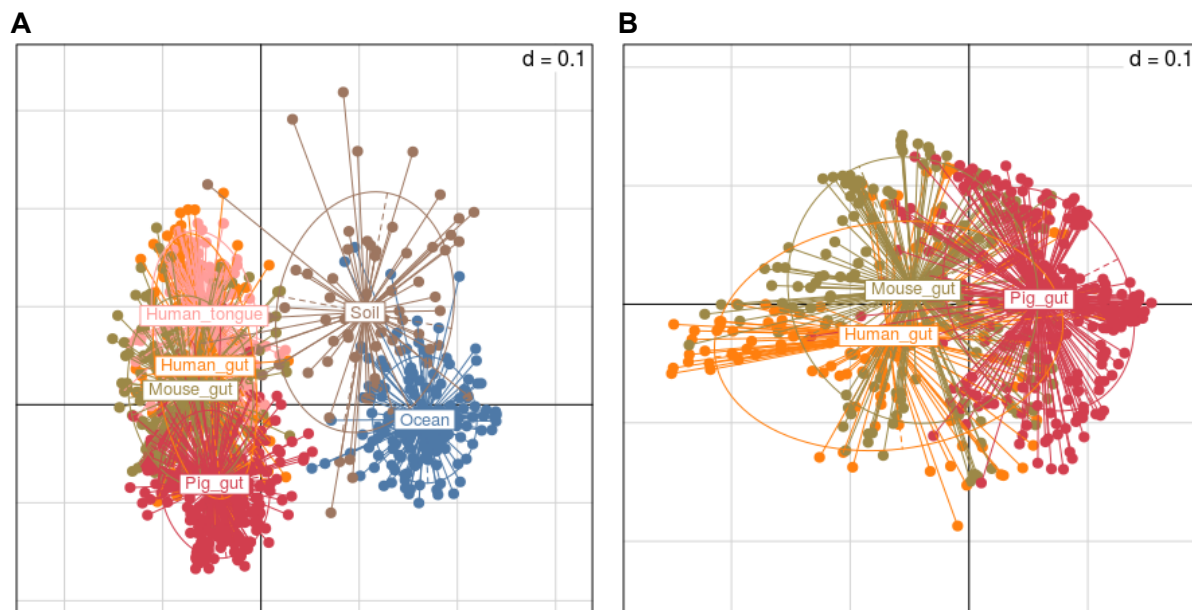 A
B
d = 0.1
d = 0.1
Human_tongue
Soil
Human_gut
Mouse_gut
Ocean
Pig_gut
Mouse_gut
Pig_gut
Human_gut